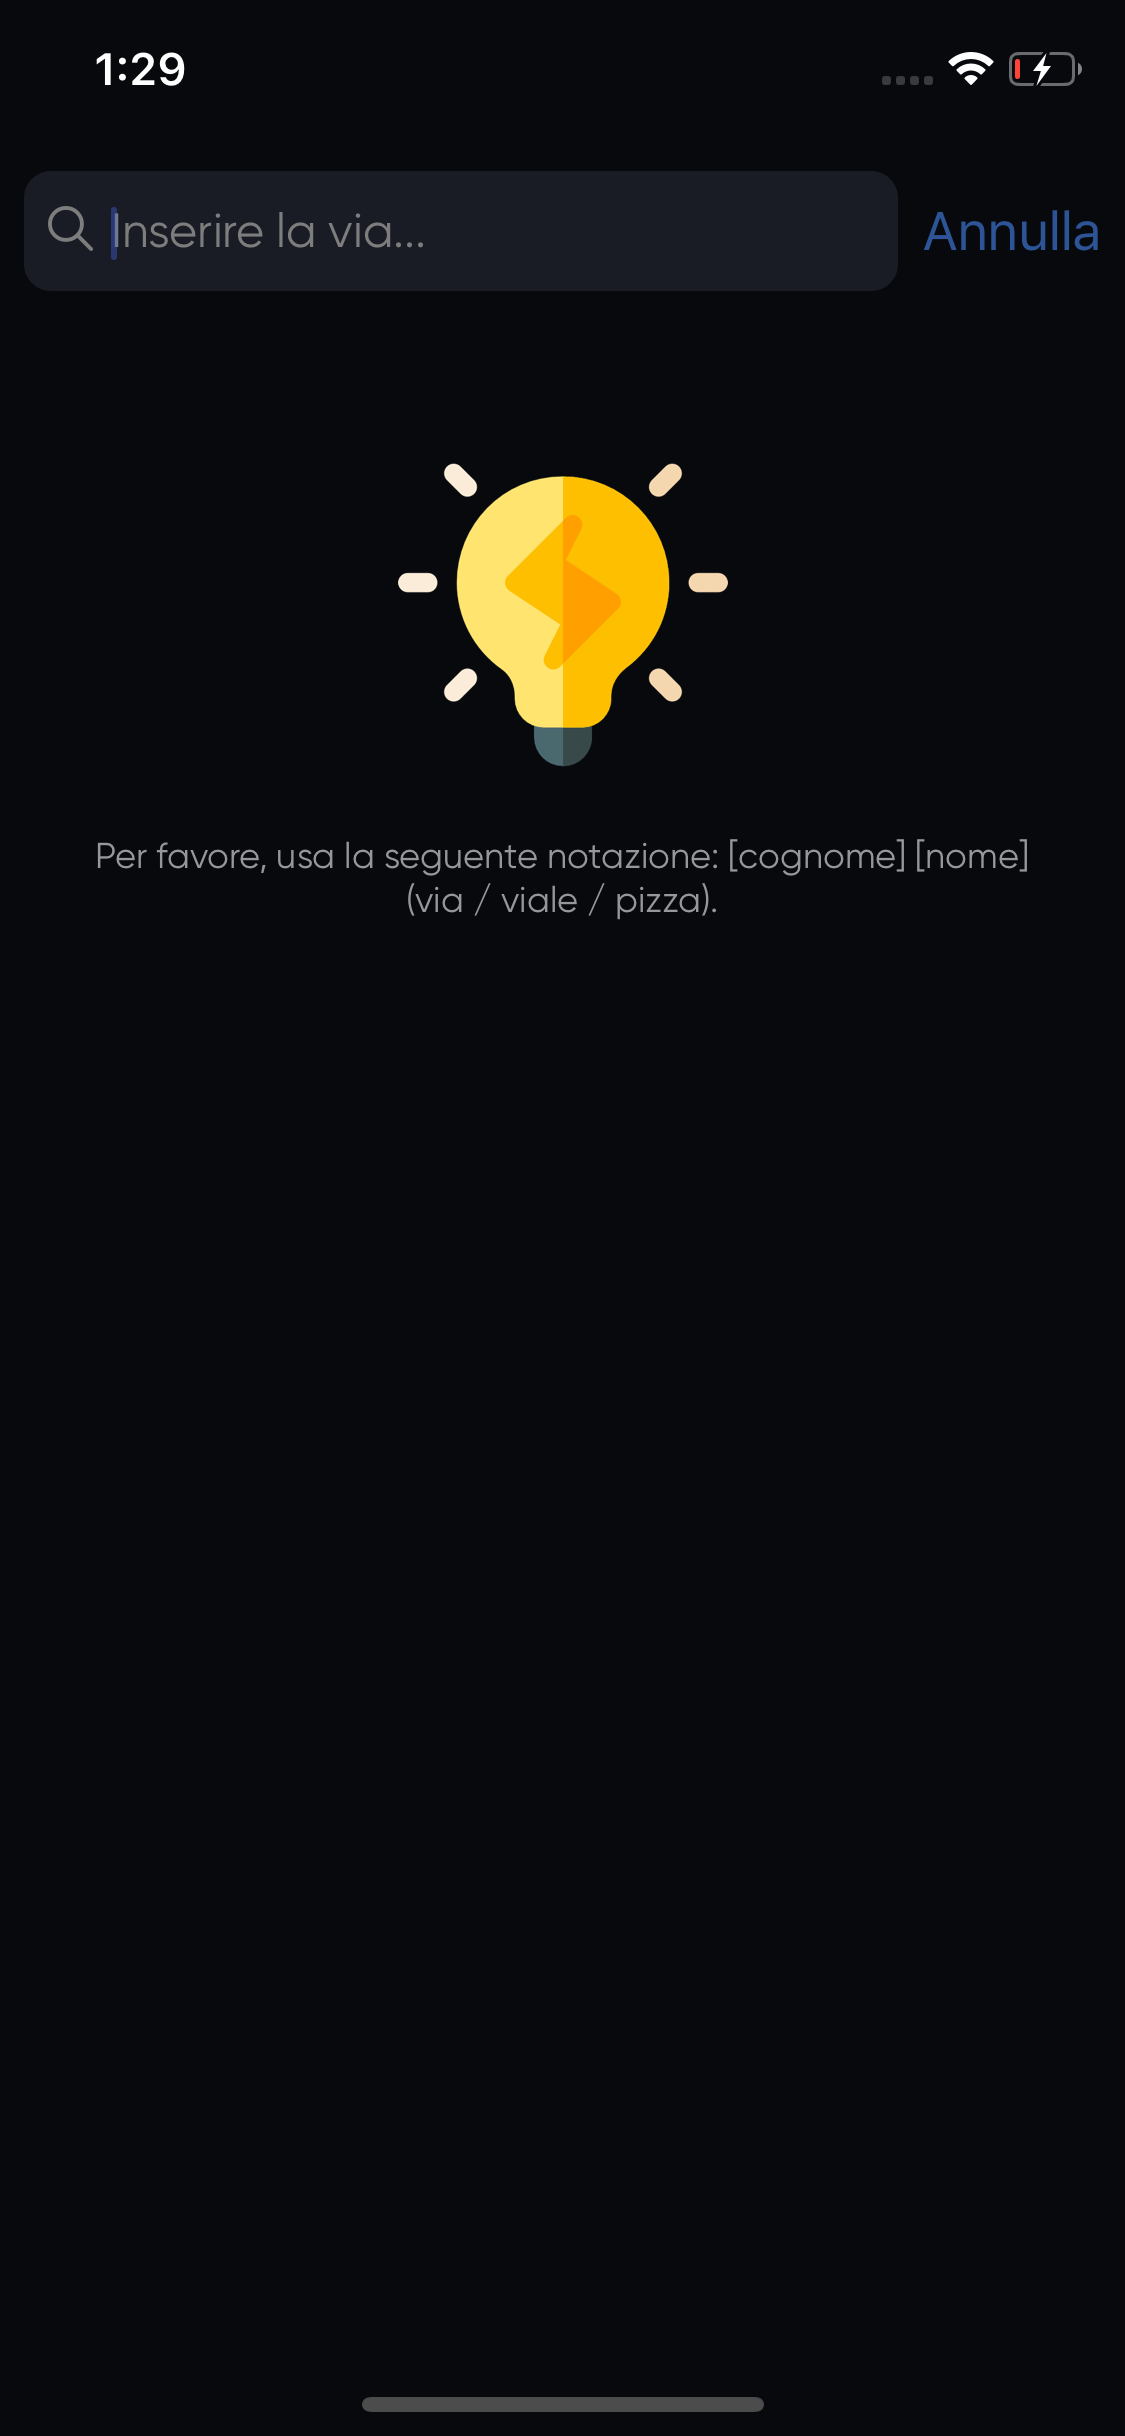 1:29
Inserire la via...
Annulla
Per favore, usa la seguente notazione: [cognome] [nome]
(via / viale / pizza).